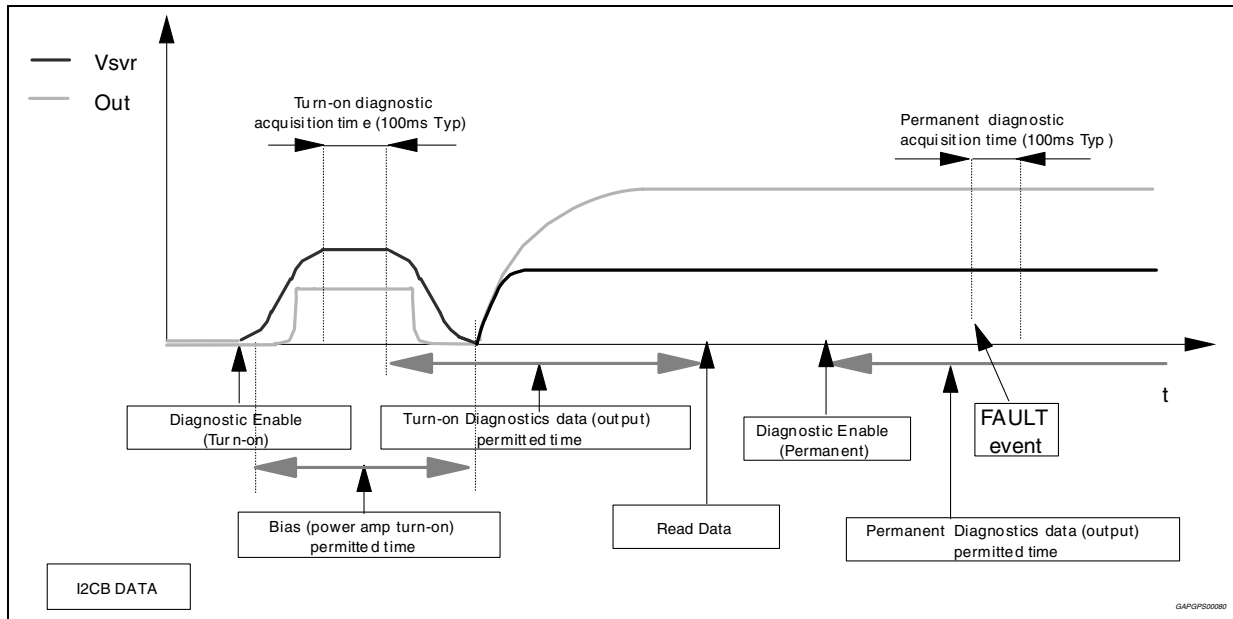 Vsvr
Out
Turn-on diagnostic
acquisition time (100ms Typ)
Permanent diagnostic
acquisition time (100ms Typ )
t
Diagnostic Enable
(Turn-on)
Turn-on Diagnostics data (output)
permitted time
Diagnostic Enable
(Permanent)
FAULT
event
Bias (power amp turn-on)
permitted time
Read Data
Permanent Diagnostics data (output)
permitted time
I2CB DATA
GAPGPS00080